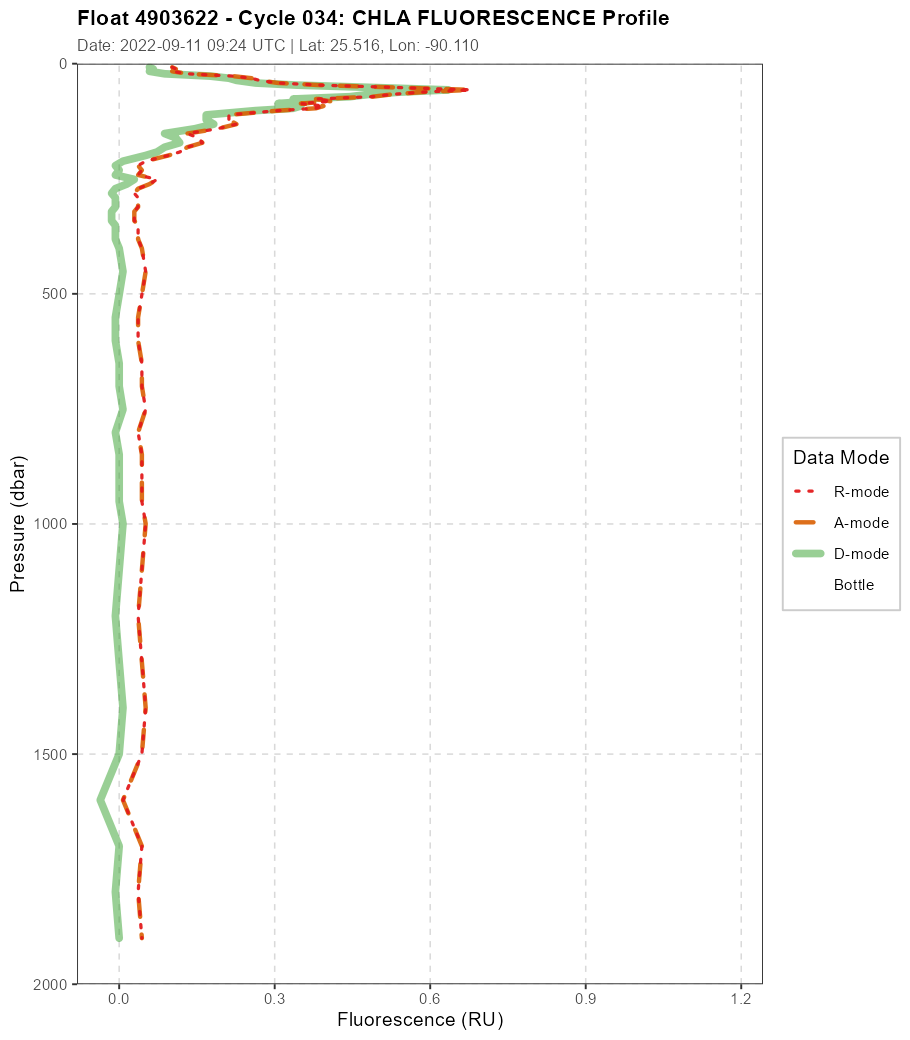 Float 4903622 - Cycle 034: CHLA FLUORESCENCE Profile
Date: 2022-09-11 09:24 UTC | Lat: 25.516, Lon: -90.110
0
500
1000
1500
2000
Pressure (dbar)
0.0
0.3
0.6
0.9
1.2
Fluorescence (RU)
Data Mode
R-mode
A-mode
D-mode
Bottle